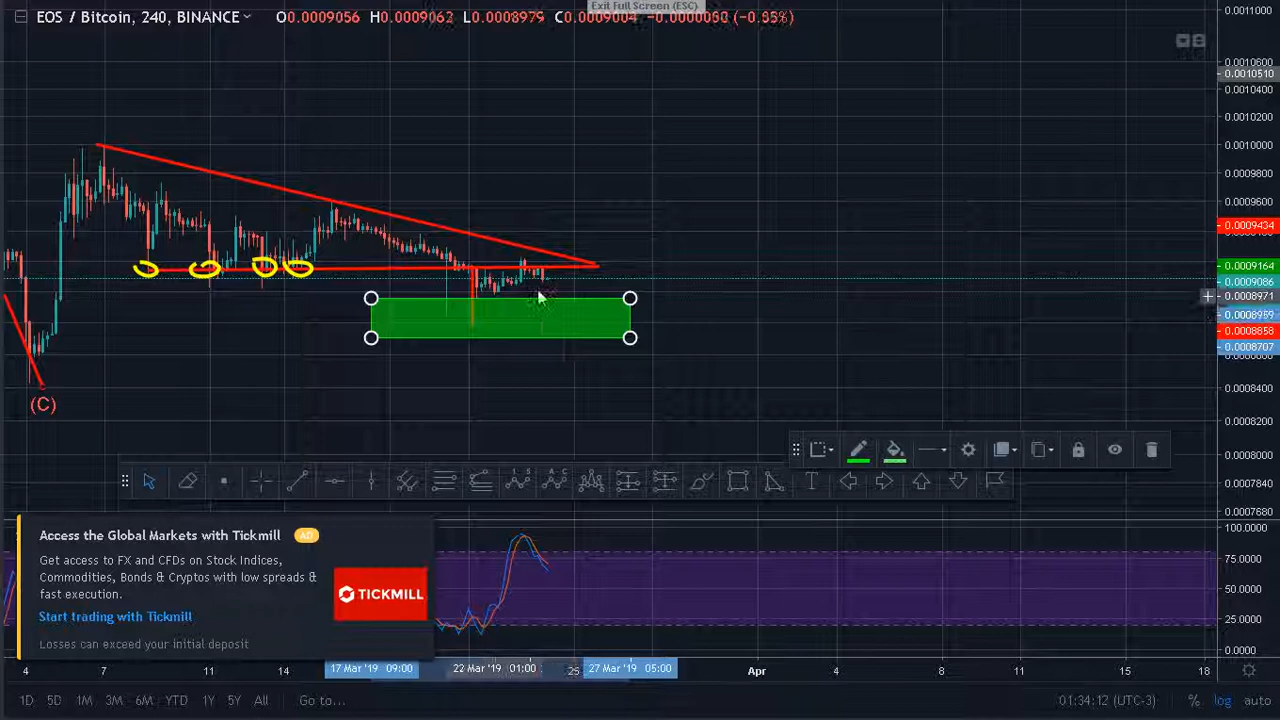 Exit Full Screen (ESC)
EOS / Bitcoin, 240, BINANCE O0.0009056 H0.0009062 L0.0008979
0.0011000
0.0010600
0.0010510
0.0010400
0.0010200
0.0010000
0.0009800
0.0009600
0.0009434
0.0009164
0.0009086
0.0008971
0.0008959
0.0008858
0.0008707
0.0008400
0.0008200
0.0008000
0.0007840
0.0007680
(C)
T
100.0000
75.0000
50.0000
25.0000
0.0000
Access the Global Markets with Tickmill AD
Get access to FX and CFDs on Stock Indices,
Commodities, Bonds & Cryptos with low spreads &
fast execution.
Start trading with Tickmill
Losses can exceed your initial deposit
TICKMILL
4 7 11 14 17 Mar '19 09:00 22 Mar '19 01:00 25 27 Mar '19 05:00 Apr 4 8 11 15 18
1D 5D 1M 3M 6M YTD 1Y 5Y All Go to... 01:34:12 (UTC-3) % log auto